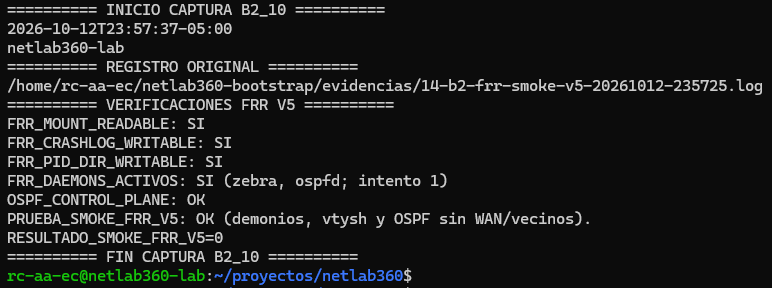 ========== INICIO CAPTURA B2_10 ==========
2026-10-12T23:57:37-05:00
netlab360-lab
========== REGISTRO ORIGINAL ==========
/home/rc-aa-ec/netlab360-bootstrap/evidencias/14-b2-frr-smoke-v5-20261012-235725.log
========== VERIFICACIONES FRR V5 ==========
FRR_MOUNT_READABLE: SI
FRR_CRASHLOG_WRITABLE: SI
FRR_PID_DIR_WRITABLE: SI
FRR_DAEMONS_ACTIVOS: SI (zebra, ospfd; intento 1)
OSPF_CONTROL_PLANE: OK
PRUEBA_SMOKE_FRR_V5: OK (demonios, vtysh y OSPF sin WAN/vecinos).
RESULTADO_SMOKE_FRR_V5=0
========== FIN CAPTURA B2_10 ==========
rc-aa-ec@netlab360-lab:~/proyectos/netlab360$